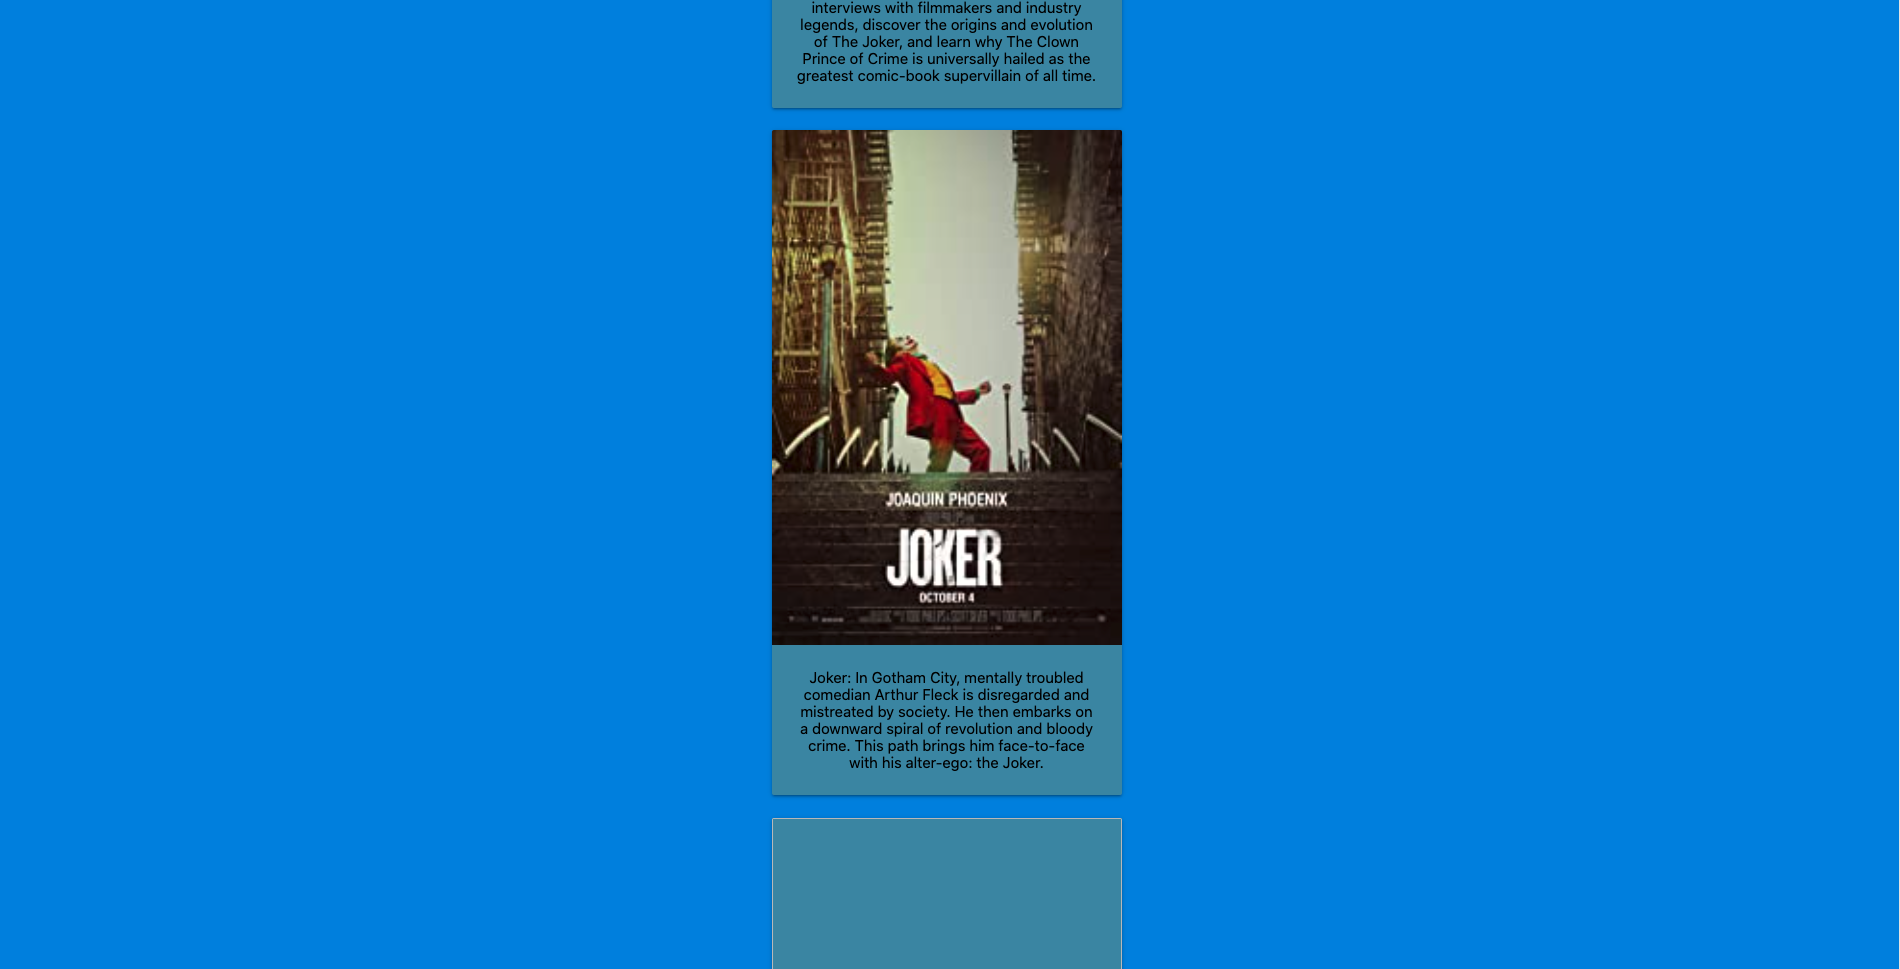 interviews with filmmakers and industry
legends, discover the origins and evolution
of The Joker, and learn why The Clown
Prince of Crime is universally hailed as the
greatest comic-book supervillain of all time.
JOAQUIN PHOENIX
JOKER
OCTOBER 4
Joker: In Gotham City, mentally troubled
comedian Arthur Fleck is disregarded and
mistreated by society. He then embarks on
a downward spiral of revolution and bloody
crime. This path brings him face-to-face
with his alter-ego: the Joker.